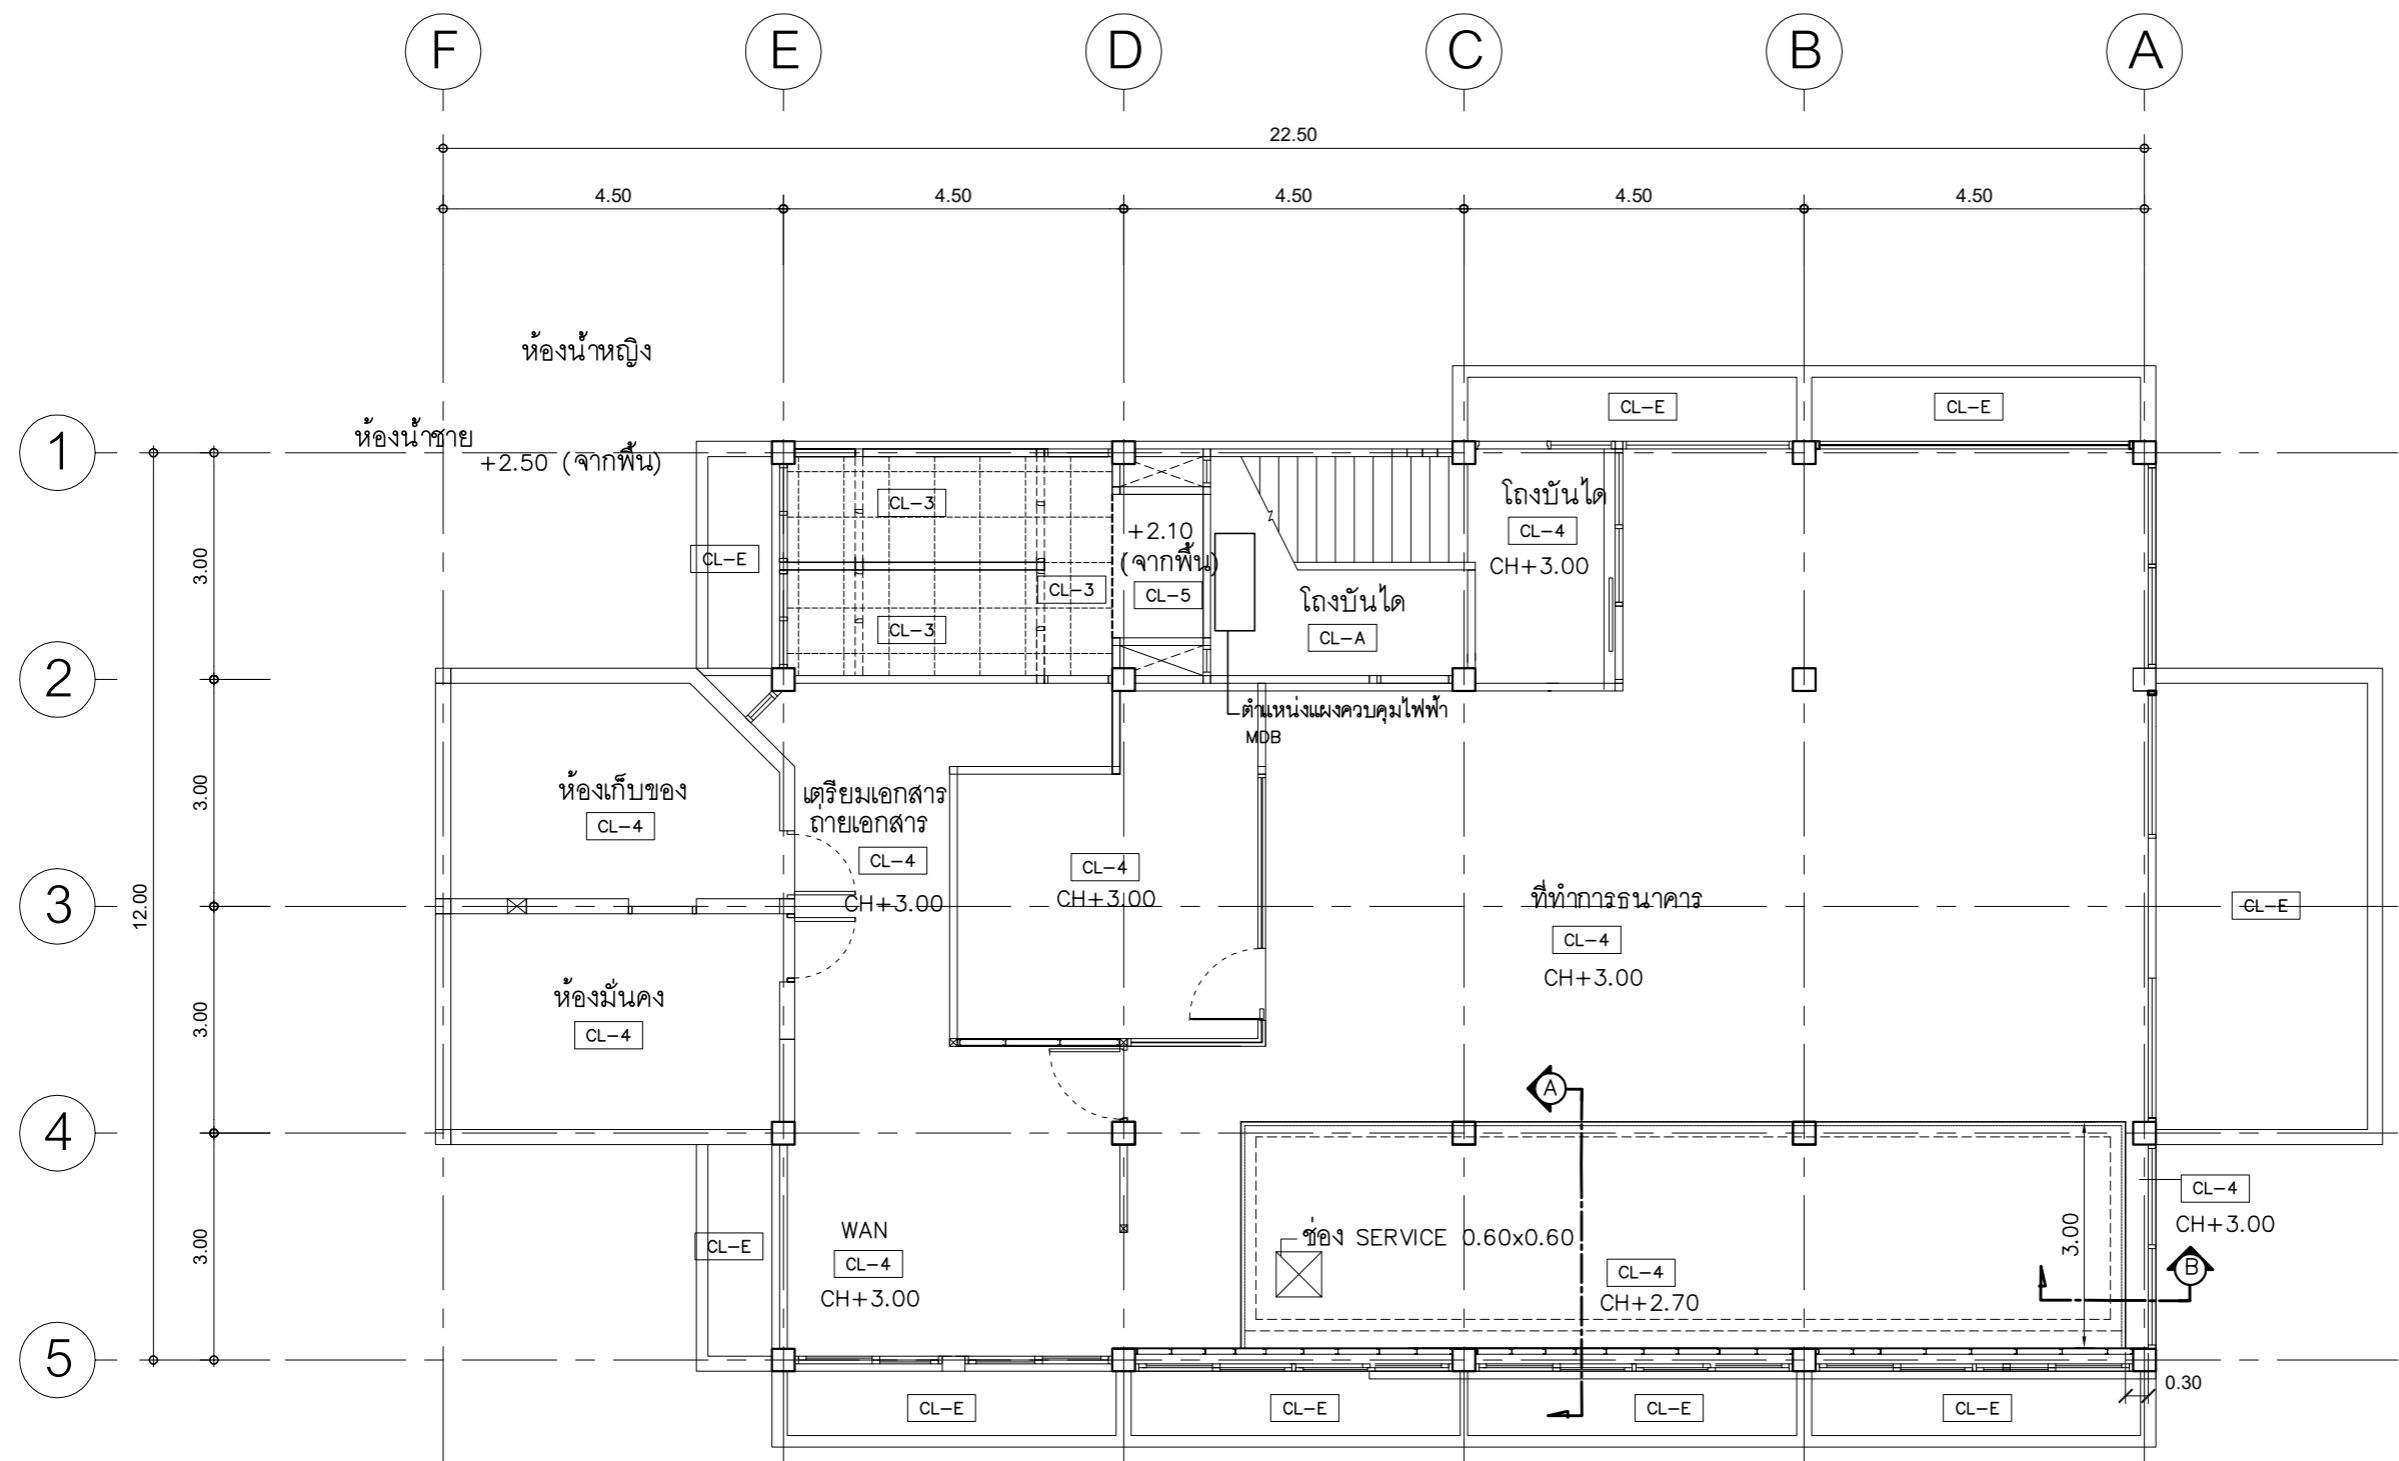 F
E
D
C
B
A
22.50
4.50
4.50
4.50
4.50
4.50
ห้องน้ำหญิง
ห้องน้ำชาย
+2.50 (จากพื้น)
CL-E
CL-E
1
CL-3
โถงบันได
CL-4
CH+3.00
+2.10
(จากพื้น)
CL-E
CL-3
CL-5
3.00
โถงบันได
CL-A
CL-3
2
ตำแหน่งแผงควบคุมไฟฟ้า
MDB
ห้องเก็บของ
CL-4
เตรียมเอกสาร
ถ่ายเอกสาร
CL-4
CH+3.00
3.00
CL-4
CH+3.00
ที่ทำการธนาคาร
CL-4
CH+3.00
3
12.00
CL-E
ห้องมั่นคง
CL-4
3.00
A
4
CL-4
CH+3.00
WAN
CL-4
CH+3.00
CL-E
3.00
ช่อง SERVICE 0.60x0.60
CL-4
CH+2.70
3.00
B
5
0.30
CL-E
CL-E
CL-E
CL-E